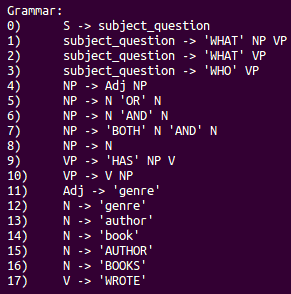 Grammar:
0) S -> subject_question
1) subject_question -> 'WHAT' NP VP
2) subject_question -> 'WHAT' VP
3) subject_question -> 'WHO' VP
4) NP -> Adj NP
5) NP -> N 'OR' N
6) NP -> N 'AND' N
7) NP -> 'BOTH' N 'AND' N
8) NP -> N
9) VP -> 'HAS' NP V
10) VP -> V NP
11) Adj -> 'genre'
12) N -> 'genre'
13) N -> 'author'
14) N -> 'book'
15) N -> 'AUTHOR'
16) N -> 'BOOKS'
17) V -> 'WROTE'